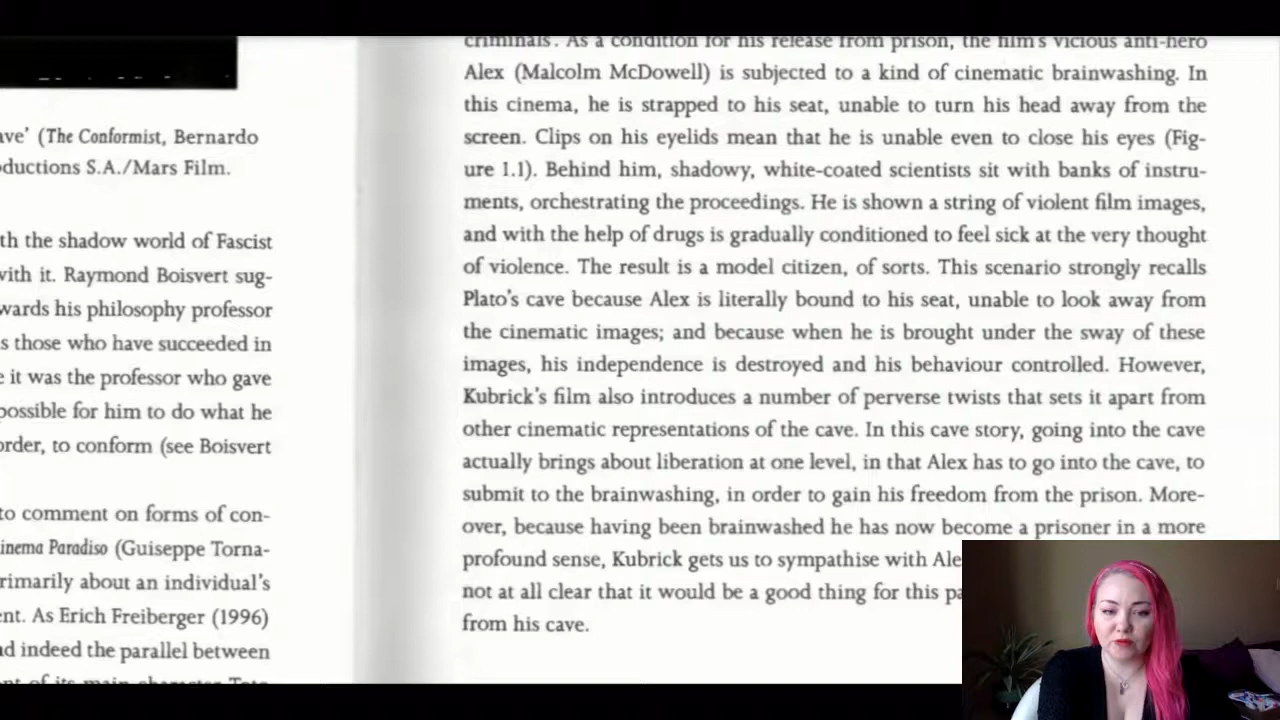 ave' (The Conformist, Bernardo
oductions S.A./Mars Film.
th the shadow world of Fascist
with it. Raymond Boisvert sug-
wards his philosophy professor
s those who have succeeded in
e it was the professor who gave
possible for him to do what he
order, to conform (see Boisvert
to comment on forms of con-
inema Paradiso (Guiseppe Torna-
rimarily about an individual's
ent. As Erich Freiberger (1996)
nd indeed the parallel between
nt of its main character Toto
criminals'. As a condition for his release from prison, the film's vicious anti-hero
Alex (Malcolm McDowell) is subjected to a kind of cinematic brainwashing. In
this cinema, he is strapped to his seat, unable to turn his head away from the
screen. Clips on his eyelids mean that he is unable even to close his eyes (Fig-
ure 1.1). Behind him, shadowy, white-coated scientists sit with banks of instru-
ments, orchestrating the proceedings. He is shown a string of violent film images,
and with the help of drugs is gradually conditioned to feel sick at the very thought
of violence. The result is a model citizen, of sorts. This scenario strongly recalls
Plato's cave because Alex is literally bound to his seat, unable to look away from
the cinematic images; and because when he is brought under the sway of these
images, his independence is destroyed and his behaviour controlled. However,
Kubrick's film also introduces a number of perverse twists that sets it apart from
other cinematic representations of the cave. In this cave story, going into the cave
actually brings about liberation at one level, in that Alex has to go into the cave, to
submit to the brainwashing, in order to gain his freedom from the prison. More-
over, because having been brainwashed he has now become a prisoner in a more
profound sense, Kubrick gets us to sympathise with Ale
not at all clear that it would be a good thing for this pa
from his cave.